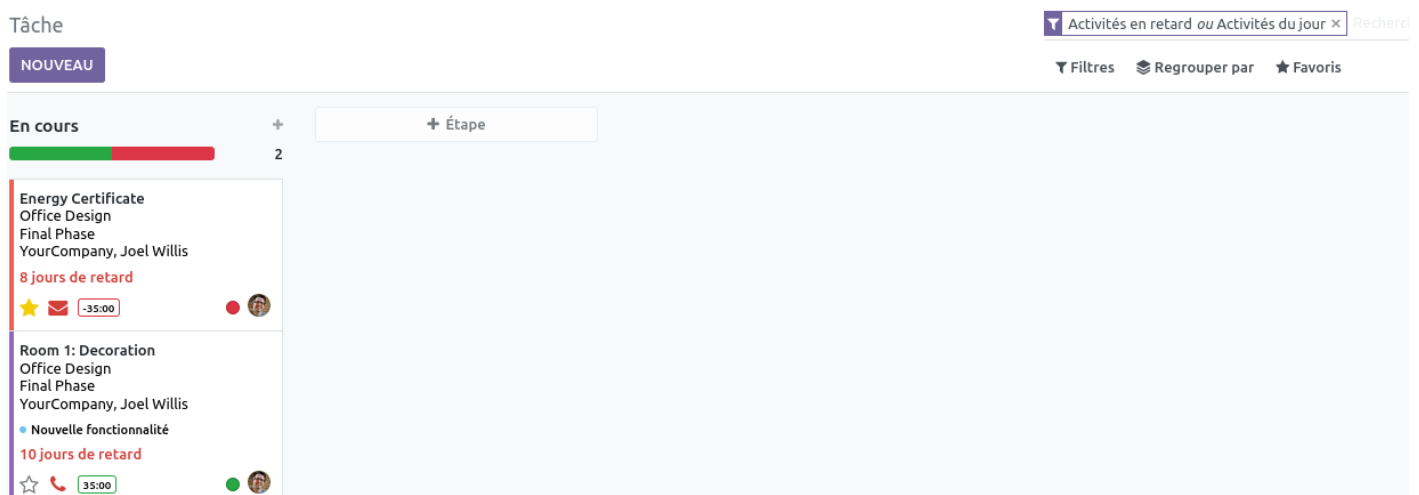 Tâche
Activités en retard ou Activités du jour ×
NOUVEAU
Filtres
Regrouper par
Favoris
En cours +
+ Étape
2
Energy Certificate
Office Design
Final Phase
YourCompany, Joel Willis
8 jours de retard
-35:00
Room 1: Decoration
Office Design
Final Phase
YourCompany, Joel Willis
Nouvelle fonctionnalité
10 jours de retard
35:00